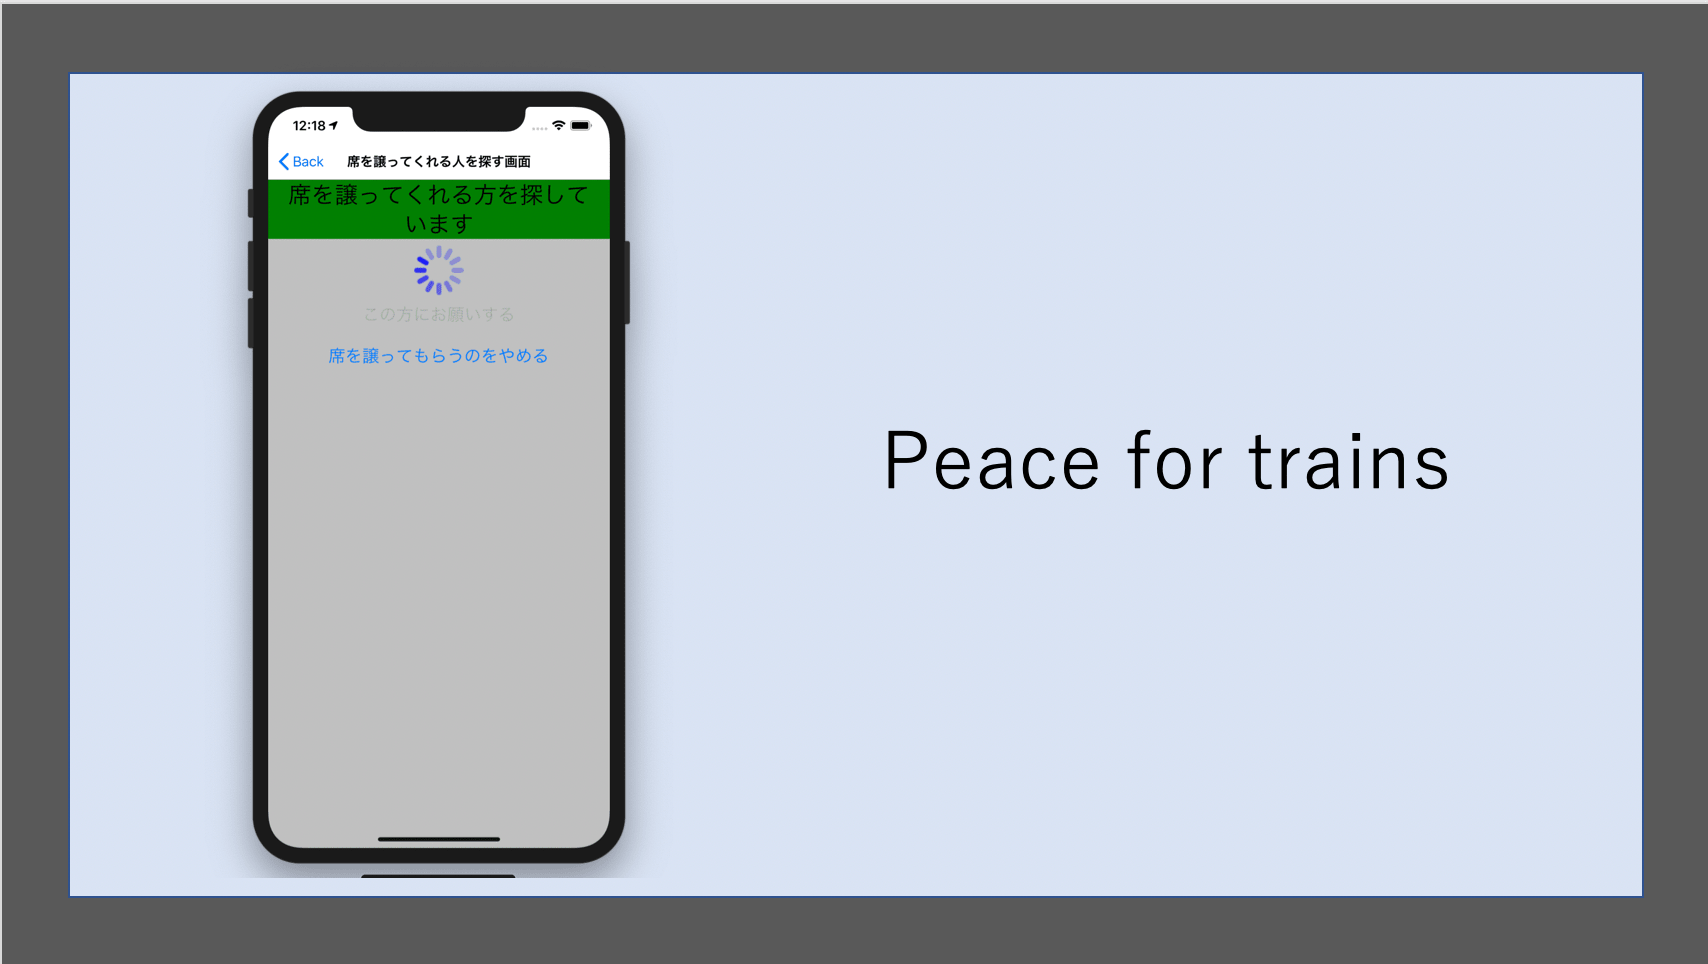 12:18
Back
席を譲ってくれる人を探す画面
席を譲ってくれる方を探して
います
この方にお願いする
席を譲ってもらうのをやめる
Peace for trains